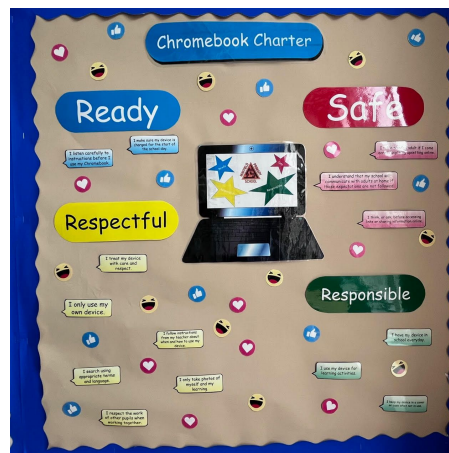 Chromebook Charter
Ready
I listen carefully to
instructions before I
use my Chromebook.
I make sure my device is
charged for the start of
the school day.
Safe
I understand that my school will
communicate with adults at home if
these expectations are not followed.
Respectful
I treat my device
with care and
respect.
I only use my
own device.
I follow instructions
from my teacher about
when and how to use my
device.
I search using
appropriate terms
and language.
I only take photos of
myself and my
learning.
I respect the work
of other pupils when
working together.
Responsible
I have my device in
school everyday.
I use my device for
learning activities.